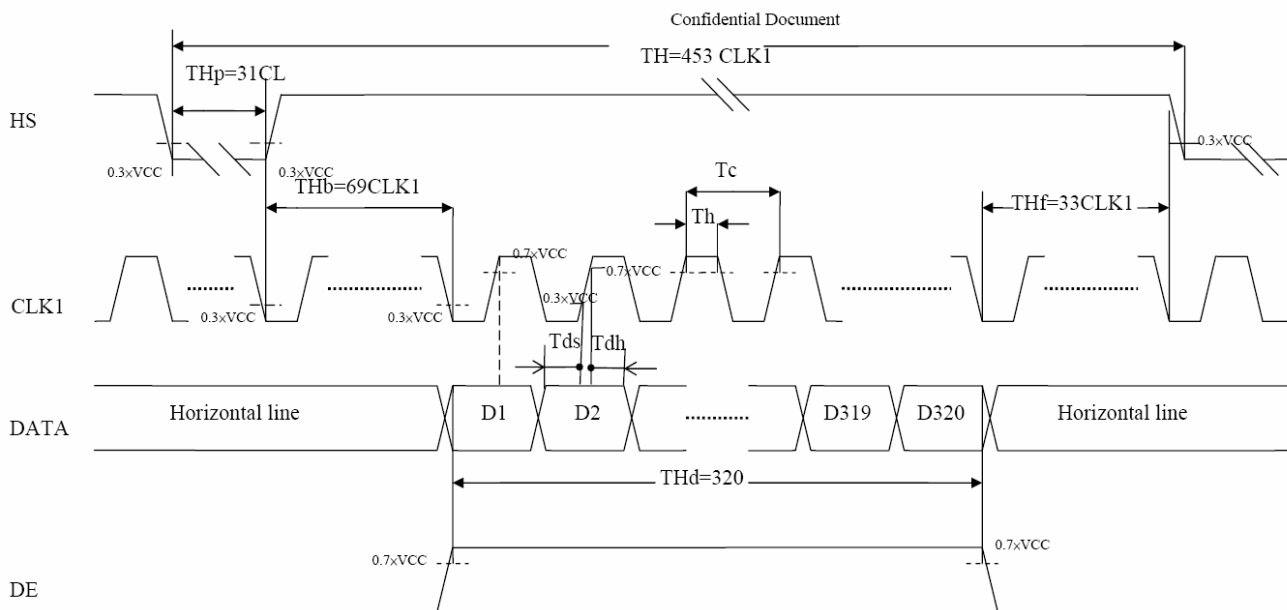 Confidential Document
TH=453 CLK1
THp=31CL
HS
0.3×VCC
0.3×VCC
0.3×VCC
THb=69CLK1
Tc
Th
THf=33CLK1
0.7×VCC
0.7×VCC
0.3×VCC
CLK1
0.3×VCC
0.3×VCC
Tds
Tdh
DATA
Horizontal line
D1
D2
D319
D320
Horizontal line
THd=320
0.7×VCC
0.7×VCC
DE